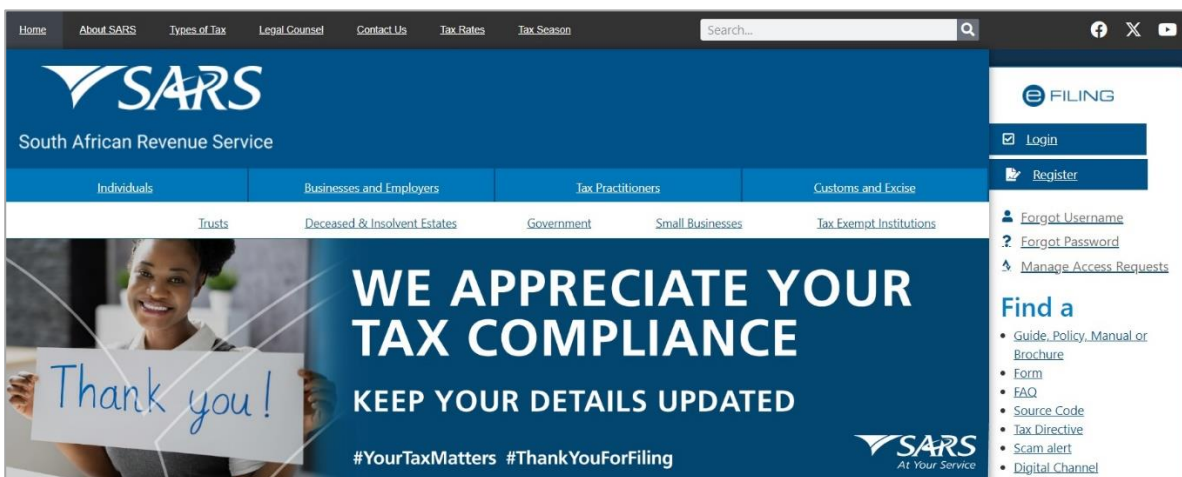 Home About SARS Types of Tax Legal Counsel Contact Us Tax Rates Tax Season Search...
SARS
South African Revenue Service
Individuals Businesses and Employers Tax Practitioners Customs and Excise
Trusts Deceased & Insolvent Estates Government Small Businesses Tax Exempt Institutions
Thank you!
WE APPRECIATE YOUR
TAX COMPLIANCE
KEEP YOUR DETAILS UPDATED
#YourTaxMatters #ThankYouForFiling
SARS
At Your Service
e FILING
Login
Register
Forgot Username
? Forgot Password
Manage Access Requests
Find a
• Guide, Policy, Manual or
Brochure
• Form
• FAQ
• Source Code
• Tax Directive
• Scam alert
• Digital Channel